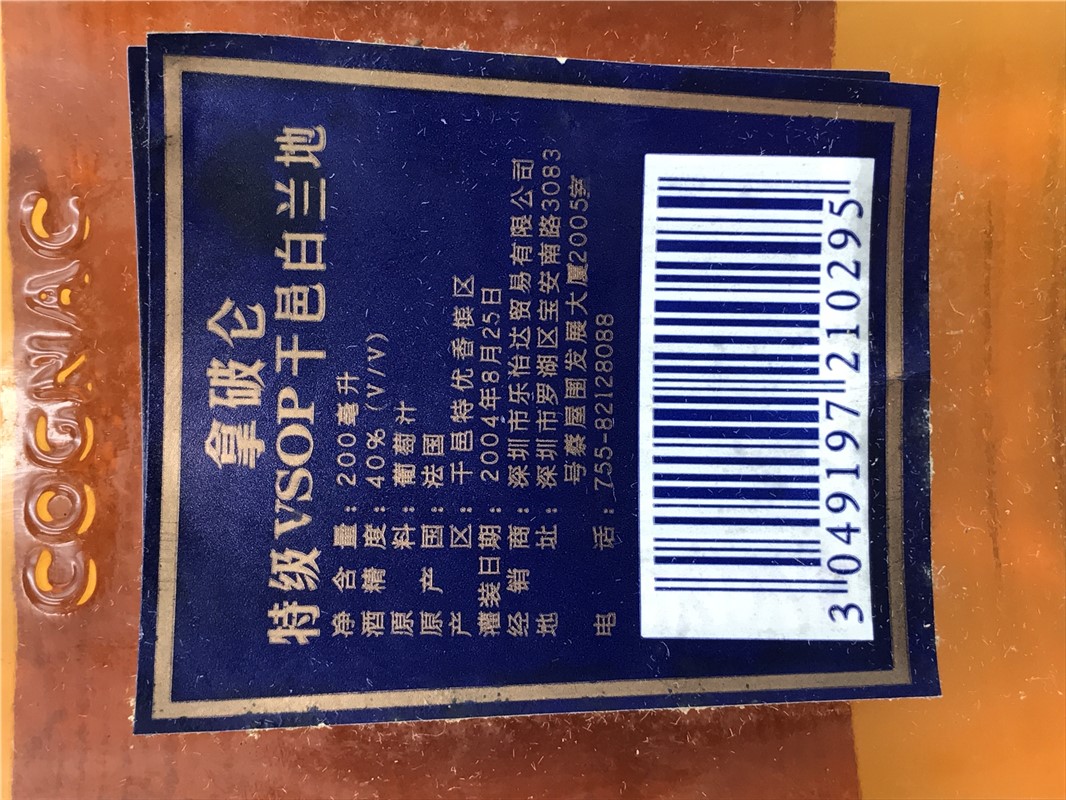 COGNAC
拿破仑
特级VSOP干邑白兰地
净含量：200毫升
酒精度：40%（V/V）
原料：葡萄汁
原产国：法国
产区：干邑特优香槟区
灌装日期：2004年8月25日
经销商：深圳市乐怡达贸易有限公司
地址：深圳市罗湖区宝安南路3083
号蔡屋围发展大厦2005室
电话：755-82128088
3 049197 210295